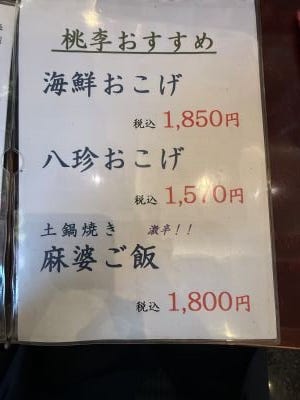 桃李おすすめ
海鮮おこげ
税込 1,850円
八珍おこげ
税込 1,570円
土鍋焼き 激辛！！
麻婆ご飯
税込 1,800円